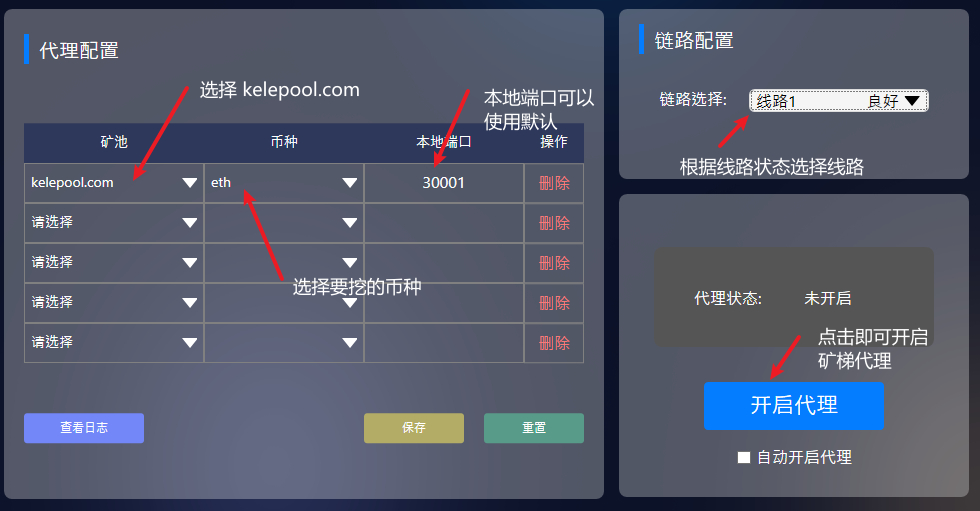 代理配置
选择 kelepool.com
本地端口可以
使用默认
矿池 币种 本地端口 操作
kelepool.com eth 30001 删除
请选择 删除
请选择 删除
选择要挖的币种
请选择 删除
请选择 删除
查看日志 保存 重置
链路配置
链路选择: 线路1 良好
根据线路状态选择线路
代理状态: 未开启
点击即可开启
矿梯代理
开启代理
自动开启代理